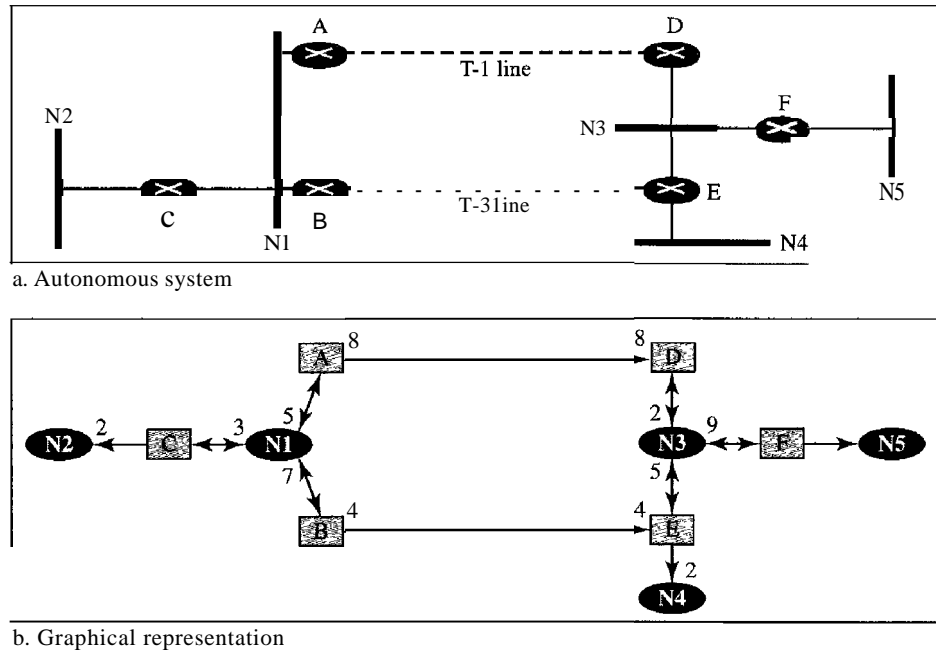 A
D
T-1 line
F
N2
N3
T-31ine
E
C
B
N1
N5
N4
a. Autonomous system
8
8
A
D
5
2
9
2
3
N2
C
N1
N3
F
N5
7
5
4
4
B
E
2
N4
b. Graphical representation